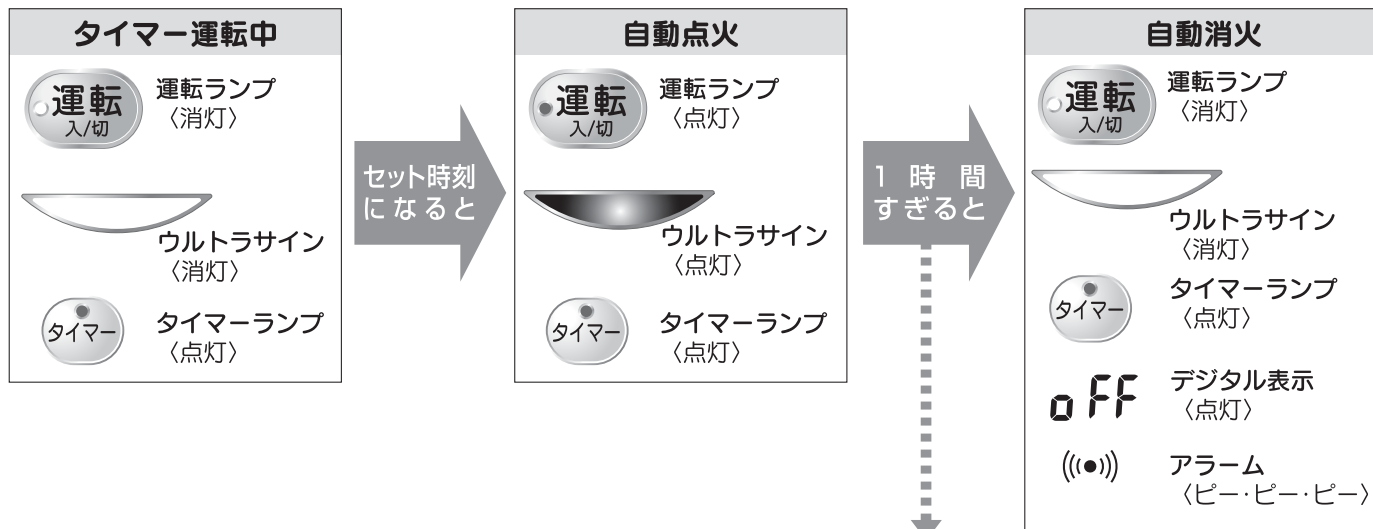 タイマー運転中
運転
入/切
運転ランプ
〈消灯〉
ウルトラサイン
〈消灯〉
タイマー
タイマーランプ
〈点灯〉
セット時刻
になると
自動点火
運転
入/切
運転ランプ
〈点灯〉
ウルトラサイン
〈点灯〉
タイマー
タイマーランプ
〈点灯〉
1時間
すぎると
自動消火
運転
入/切
運転ランプ
〈消灯〉
ウルトラサイン
〈消灯〉
タイマー
タイマーランプ
〈点灯〉
oFF
デジタル表示
〈点灯〉
アラーム
〈ピー・ピー・ピー〉